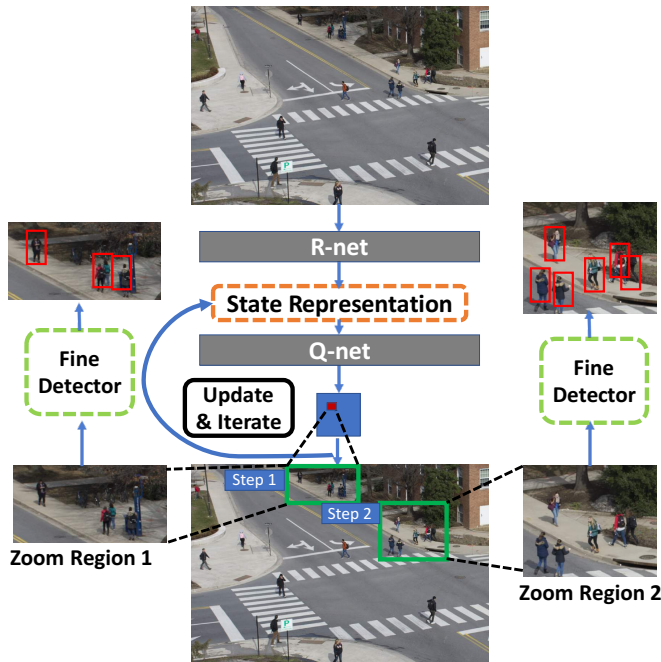 R-net
State Representation
Q-net
Fine
Detector
Fine
Detector
Update
& Iterate
Step 1
Step 2
Zoom Region 1
Zoom Region 2
P
P